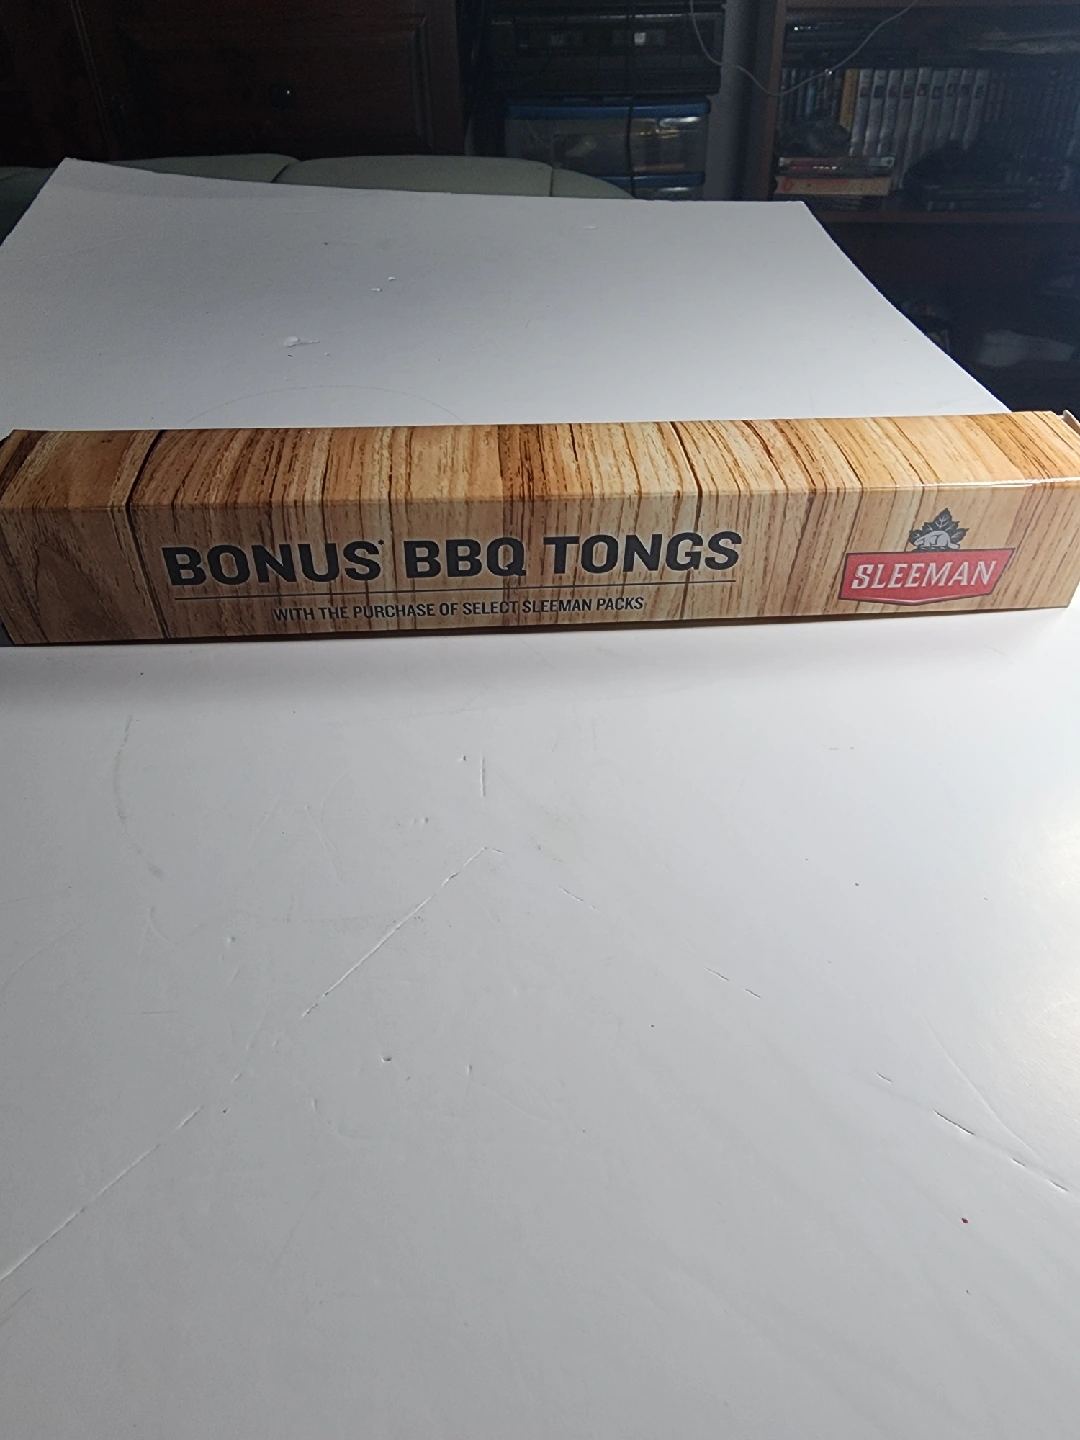 BONUS* BBQ TONGS
WITH THE PURCHASE OF SELECT SLEEMAN PACKS
SLEEMAN